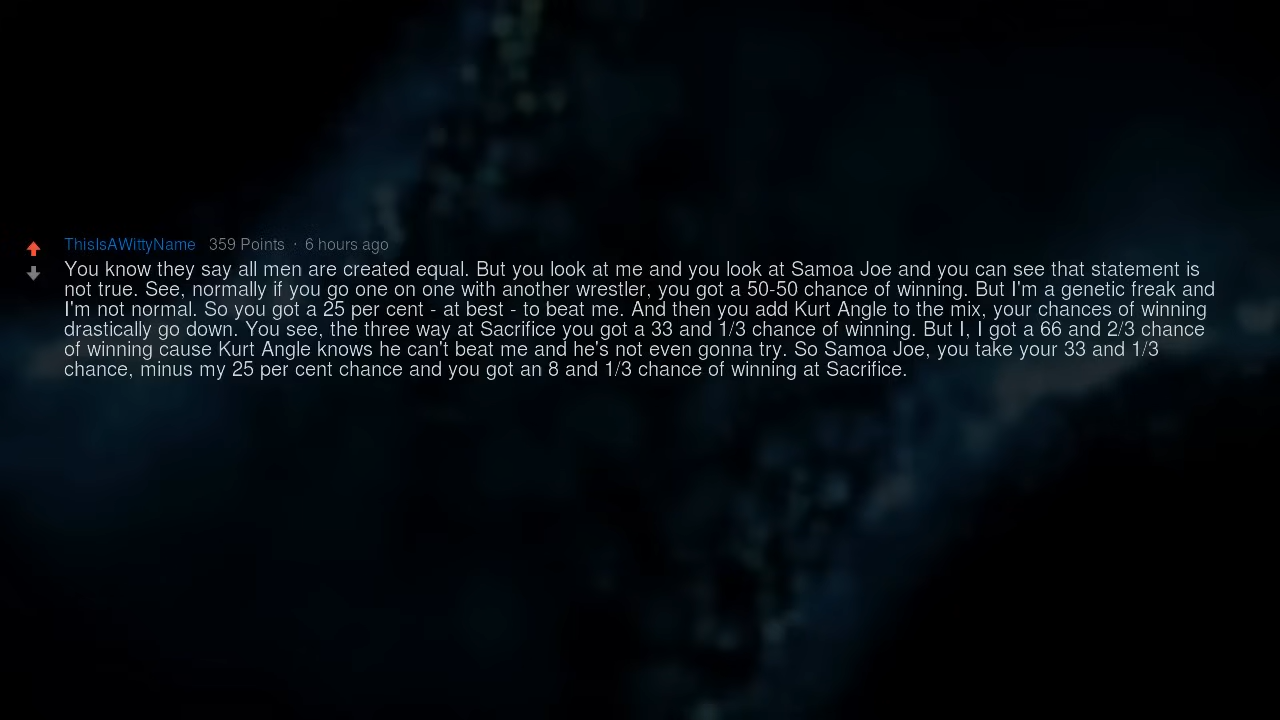 ThisIsAWittyName 359 Points · 6 hours ago
You know they say all men are created equal. But you look at me and you look at Samoa Joe and you can see that statement is
not true. See, normally if you go one on one with another wrestler, you got a 50-50 chance of winning. But I'm a genetic freak and
I'm not normal. So you got a 25 per cent - at best - to beat me. And then you add Kurt Angle to the mix, your chances of winning
drastically go down. You see, the three way at Sacrifice you got a 33 and 1/3 chance of winning. But I, I got a 66 and 2/3 chance
of winning cause Kurt Angle knows he can't beat me and he's not even gonna try. So Samoa Joe, you take your 33 and 1/3
chance, minus my 25 per cent chance and you got an 8 and 1/3 chance of winning at Sacrifice.